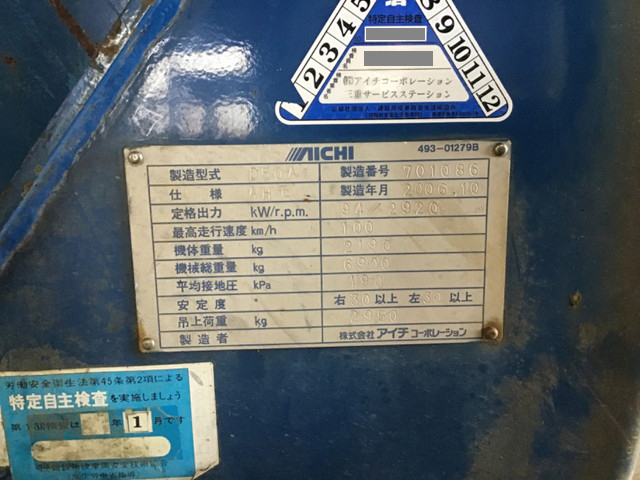 1 2 3 8 9 10 11 12
特定自主検査
㈱アイチコーポレーション
三重サービスステーション
AICHI 493-01279B
製造型式 D50A 製造番号 701086
仕様 製造年月 2006.10
定格出力 kW/r.p.m. 94/2920
最高走行速度 km/h 100
機体重量 kg 2190
機械総重量 kg
平均接地圧 kPa
安定度 右30以上 左30以上
吊上荷重 kg 2950
製造者 株式会社アイチコーポレーション
労働安全衛生法第45条第2項による
特定自主検査を実施しましょう
年1月です